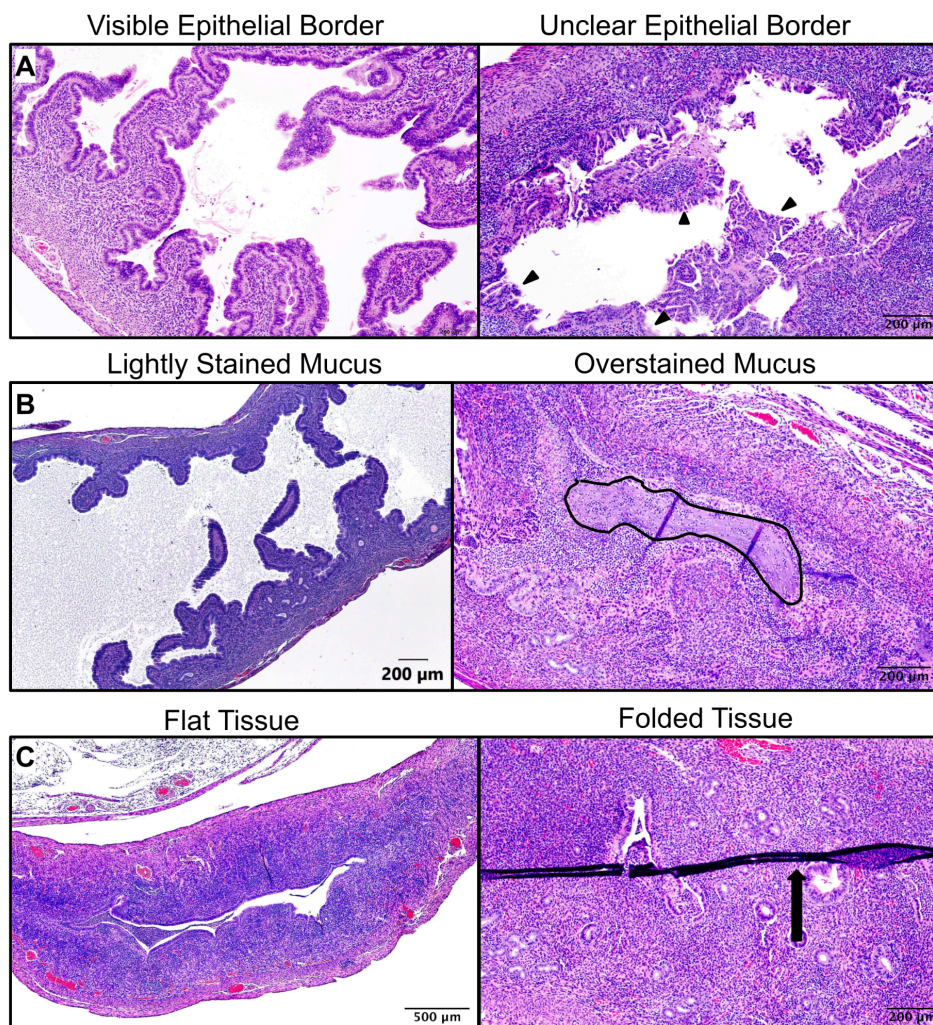 Visible Epithelial Border
Unclear Epithelial Border
A
200 µm
Lightly Stained Mucus
Overstained Mucus
B
200 µm
200 µm
Flat Tissue
Folded Tissue
C
500 µm
200 µm